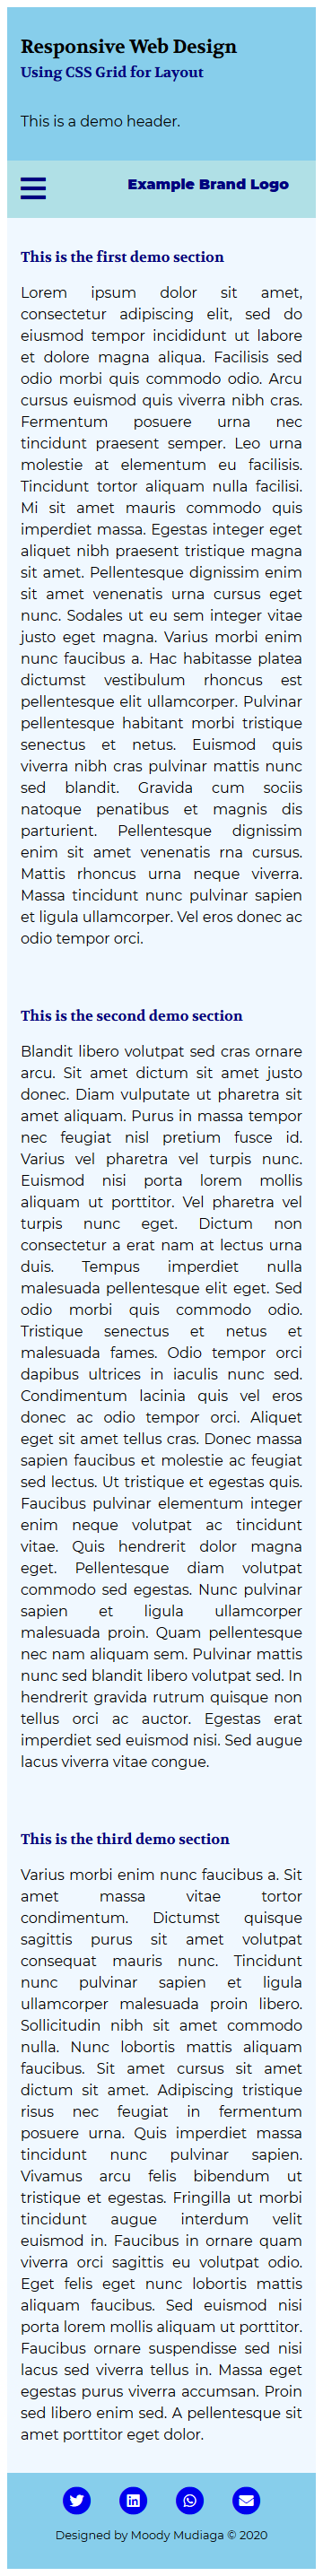 Responsive Web Design
Using CSS Grid for Layout
This is a demo header.
Example Brand Logo
This is the first demo section
Lorem ipsum dolor sit amet,
consectetur adipiscing elit, sed do
eiusmod tempor incididunt ut labore
et dolore magna aliqua. Facilisis sed
odio morbi quis commodo odio. Arcu
cursus euismod quis viverra nibh cras.
Fermentum posuere urna nec
tincidunt praesent semper. Leo urna
molestie at elementum eu facilisis.
Tincidunt tortor aliquam nulla facilisi.
Mi sit amet mauris commodo quis
imperdiet massa. Egestas integer eget
aliquet nibh praesent tristique magna
sit amet. Pellentesque dignissim enim
sit amet venenatis urna cursus eget
nunc. Sodales ut eu sem integer vitae
justo eget magna. Varius morbi enim
nunc faucibus a. Hac habitasse platea
dictumst vestibulum rhoncus est
pellentesque elit ullamcorper. Pulvinar
pellentesque habitant morbi tristique
senectus et netus. Euismod quis
viverra nibh cras pulvinar mattis nunc
sed blandit. Gravida cum sociis
natoque penatibus et magnis dis
parturient. Pellentesque dignissim
enim sit amet venenatis rna cursus.
Mattis rhoncus urna neque viverra.
Massa tincidunt nunc pulvinar sapien
et ligula ullamcorper. Vel eros donec ac
odio tempor orci.
This is the second demo section
Blandit libero volutpat sed cras ornare
arcu. Sit amet dictum sit amet justo
donec. Diam vulputate ut pharetra sit
amet aliquam. Purus in massa tempor
nec feugiat nisl pretium fusce id.
Varius vel pharetra vel turpis nunc.
Euismod nisi porta lorem mollis
aliquam ut porttitor. Vel pharetra vel
turpis nunc eget. Dictum non
consectetur a erat nam at lectus urna
duis. Tempus imperdiet nulla
malesuada pellentesque elit eget. Sed
odio morbi quis commodo odio.
Tristique senectus et netus et
malesuada fames. Odio tempor orci
dapibus ultrices in iaculis nunc sed.
Condimentum lacinia quis vel eros
donec ac odio tempor orci. Aliquet
eget sit amet tellus cras. Donec massa
sapien faucibus et molestie ac feugiat
sed lectus. Ut tristique et egestas quis.
Faucibus pulvinar elementum integer
enim neque volutpat ac tincidunt
vitae. Quis hendrerit dolor magna
eget. Pellentesque diam volutpat
commodo sed egestas. Nunc pulvinar
sapien et ligula ullamcorper
malesuada proin. Quam pellentesque
nec nam aliquam sem. Pulvinar mattis
nunc sed blandit libero volutpat sed. In
hendrerit gravida rutrum quisque non
tellus orci ac auctor. Egestas erat
imperdiet sed euismod nisi. Sed augue
lacus viverra vitae congue.
This is the third demo section
Varius morbi enim nunc faucibus a. Sit
amet massa vitae tortor
condimentum. Dictumst quisque
sagittis purus sit amet volutpat
consequat mauris nunc. Tincidunt
nunc pulvinar sapien et ligula
ullamcorper malesuada proin libero.
Sollicitudin nibh sit amet commodo
nulla. Nunc lobortis mattis aliquam
faucibus. Sit amet cursus sit amet
dictum sit amet. Adipiscing tristique
risus nec feugiat in fermentum
posuere urna. Quis imperdiet massa
tincidunt nunc pulvinar sapien.
Vivamus arcu felis bibendum ut
tristique et egestas. Fringilla ut morbi
tincidunt augue interdum velit
euismod in. Faucibus in ornare quam
viverra orci sagittis eu volutpat odio.
Eget felis eget nunc lobortis mattis
aliquam faucibus. Sed euismod nisi
porta lorem mollis aliquam ut porttitor.
Faucibus ornare suspendisse sed nisi
lacus sed viverra tellus in. Massa eget
egestas purus viverra accumsan. Proin
sed libero enim sed. A pellentesque sit
amet porttitor eget dolor.
Designed by Moody Mudiaga © 2020